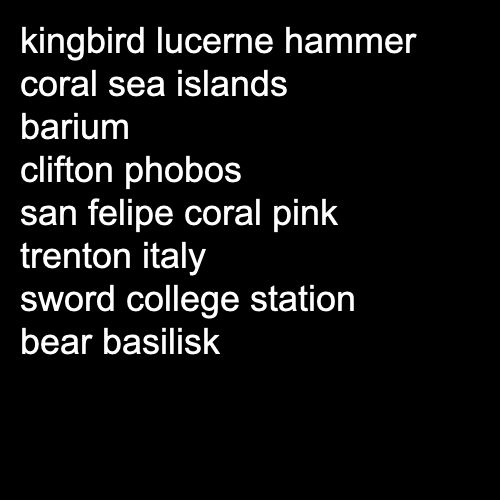 kingbird lucerne hammer
coral sea islands
barium
clifton phobos
san felipe coral pink
trenton italy
sword college station
bear basilisk